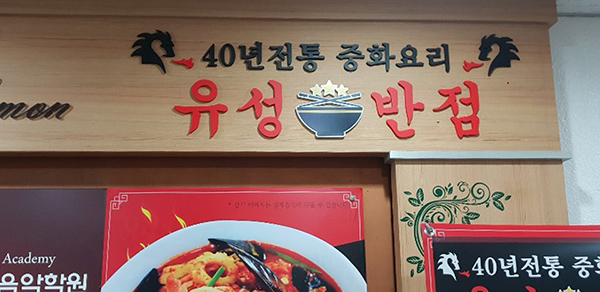 40년전통 중화요리
유성 반점
mon
Academy
음악학원
40년전통 중화